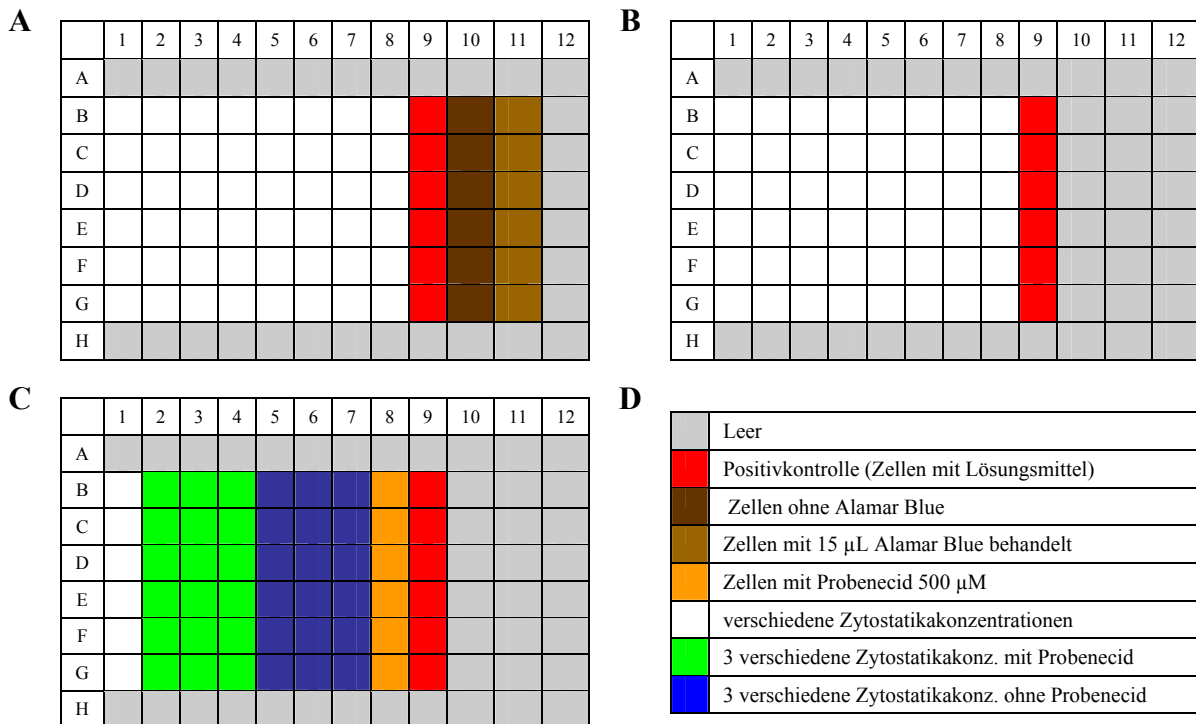 A
1 2 3 4 5 6 7 8 9 10 11 12
A
B
C
D
E
F
G
H
B
1 2 3 4 5 6 7 8 9 10 11 12
A
B
C
D
E
F
G
H
C
1 2 3 4 5 6 7 8 9 10 11 12
A
B
C
D
E
F
G
H
D
Leer
Positivkontrolle (Zellen mit Lösungsmittel)
Zellen ohne Alamar Blue
Zellen mit 15 µL Alamar Blue behandelt
Zellen mit Probenecid 500 µM
verschiedene Zytostatikakonzentrationen
3 verschiedene Zytostatikakonz. mit Probenecid
3 verschiedene Zytostatikakonz. ohne Probenecid